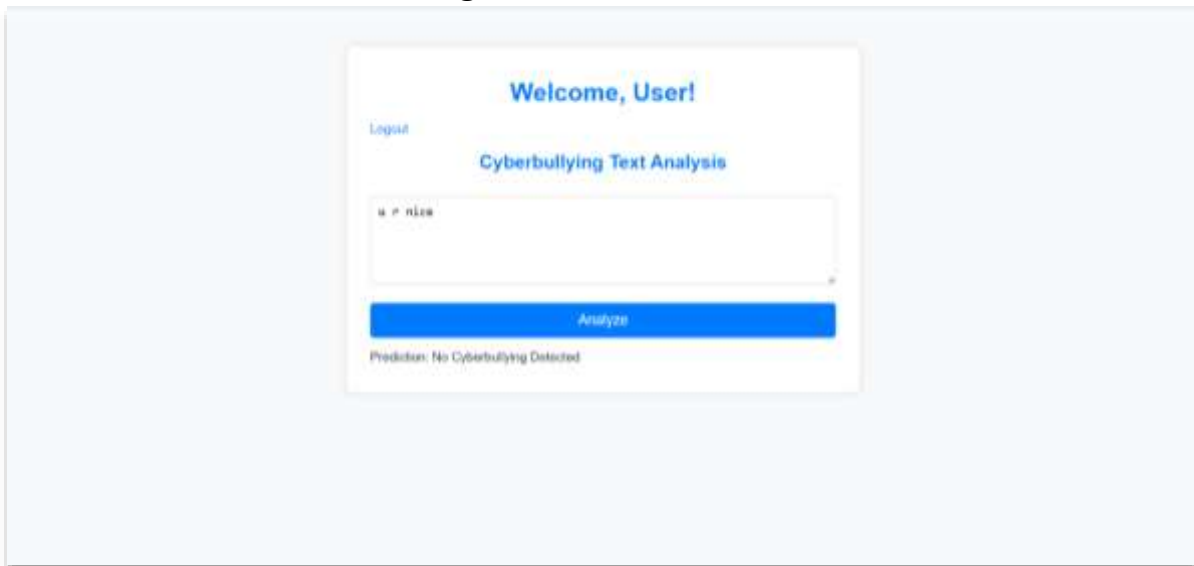 Welcome, User!
Logout
Cyberbullying Text Analysis
u r nice
Analyze
Prediction: No Cyberbullying Detected